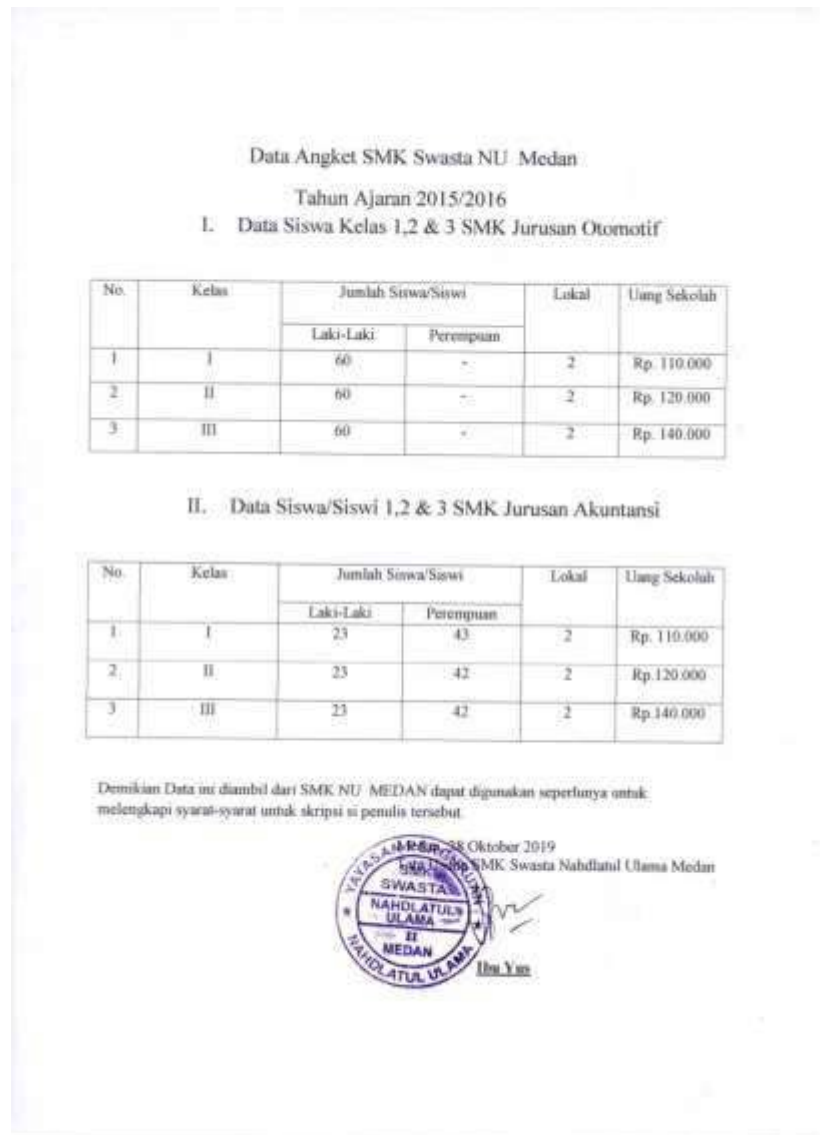 Data Angket SMK Swasta NU Medan
Tahun Ajaran 2015/2016
I. Data Siswa Kelas 1,2 & 3 SMK Jurusan Otomotif
No. Kelas Jumlah Siswa/Siswi Lokal Uang Sekolah
Laki-Laki Perempuan
1 I 60 - 2 Rp. 110.000
2 II 60 - 2 Rp. 120.000
3 III 60 - 2 Rp. 140.000
II. Data Siswa/Siswi 1,2 & 3 SMK Jurusan Akuntansi
No. Kelas Jumlah Siswa/Siswi Lokal Uang Sekolah
Laki-Laki Perempuan
1 I 23 43 2 Rp. 110.000
2 II 23 42 2 Rp.120.000
3 III 23 42 2 Rp.140.000
Demikian Data ini diambil dari SMK NU MEDAN dapat digunakan seperlunya untuk
melengkapi syarat-syarat untuk skripsi si penulis tersebut
28 Oktober 2019
SMK Swasta Nahdlatul Ulama Medan
YAYASAN PERGURUAN
SMK
SWASTA
NAHDLATUL
ULAMA
II
MEDAN
NAHDLATUL ULAMA
Ibu Yus